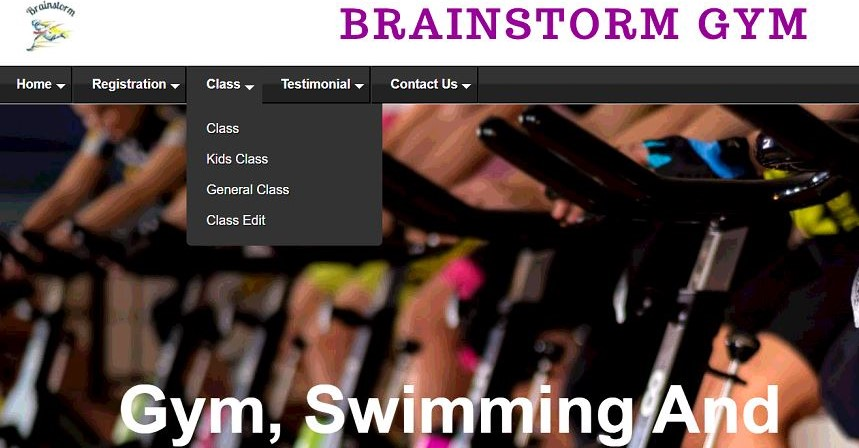 Brainstorm
BRAINSTORM GYM
Home Registration Class Testimonial Contact Us
Class
Kids Class
General Class
Class Edit
Gym, Swimming And